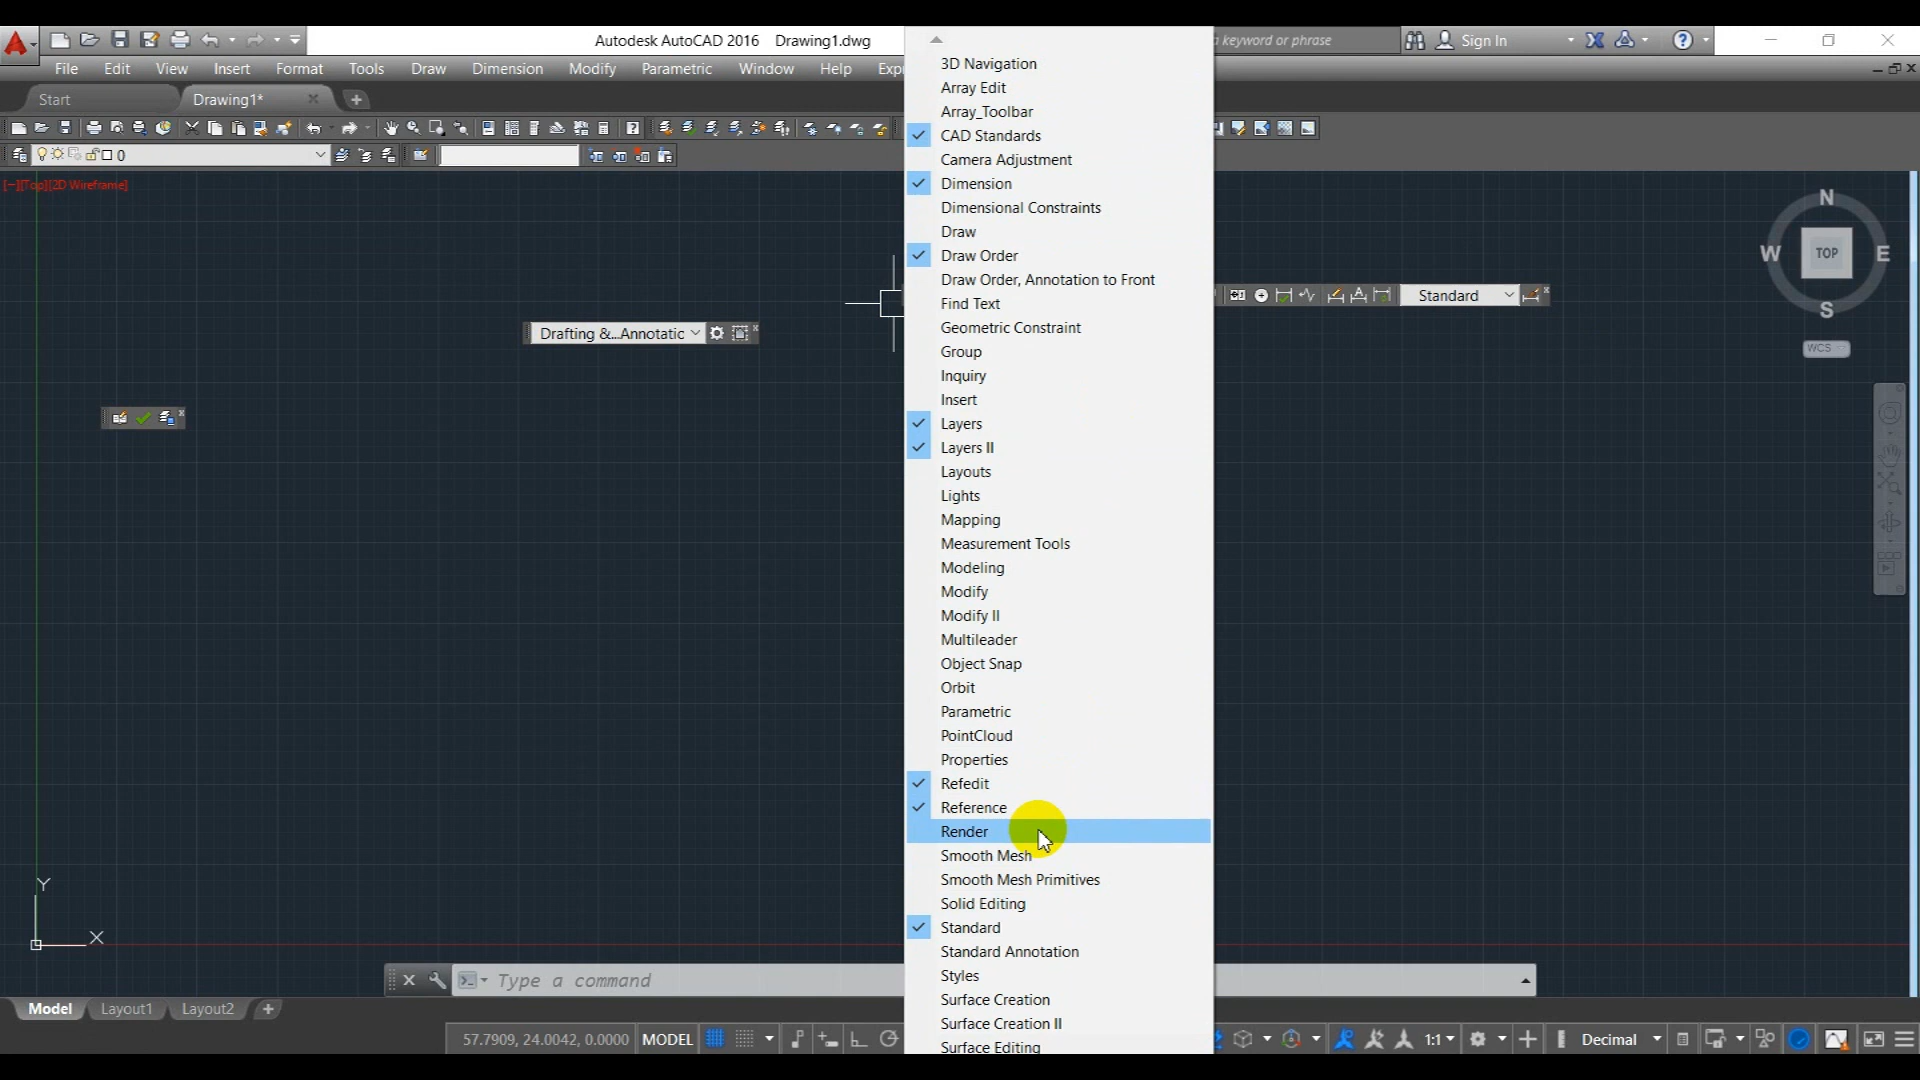 Autodesk AutoCAD 2016 Drawing1.dwg
keyword or phrase
Sign In
File Edit View Insert Format Tools Draw Dimension Modify Parametric Window Help
Start Drawing1*
0
[−][Top][2D Wireframe]
3D Navigation
Array Edit
Array_Toolbar
CAD Standards
Camera Adjustment
Dimension
Dimensional Constraints
Draw
Draw Order
Draw Order, Annotation to Front
Find Text
Geometric Constraint
Group
Inquiry
Insert
Layers
Layers II
Layouts
Lights
Mapping
Measurement Tools
Modeling
Modify
Modify II
Multileader
Object Snap
Orbit
Parametric
PointCloud
Properties
Refedit
Reference
Render
Smooth Mesh
Smooth Mesh Primitives
Solid Editing
Standard
Standard Annotation
Styles
Surface Creation
Surface Creation II
Surface Editing
Drafting &...Annotatic
Standard
N
W TOP E
S
WCS
Y
X
Type a command
Model Layout1 Layout2
57.7909, 24.0042, 0.0000 MODEL
1:1
Decimal